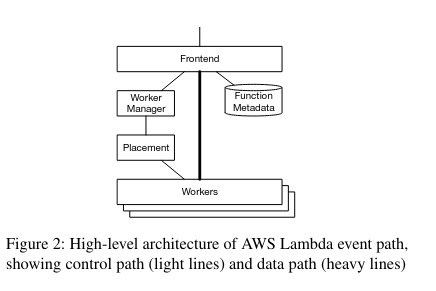 Frontend
Worker
Manager
Function
Metadata
Placement
Workers
Figure 2: High-level architecture of AWS Lambda event path,
showing control path (light lines) and data path (heavy lines)